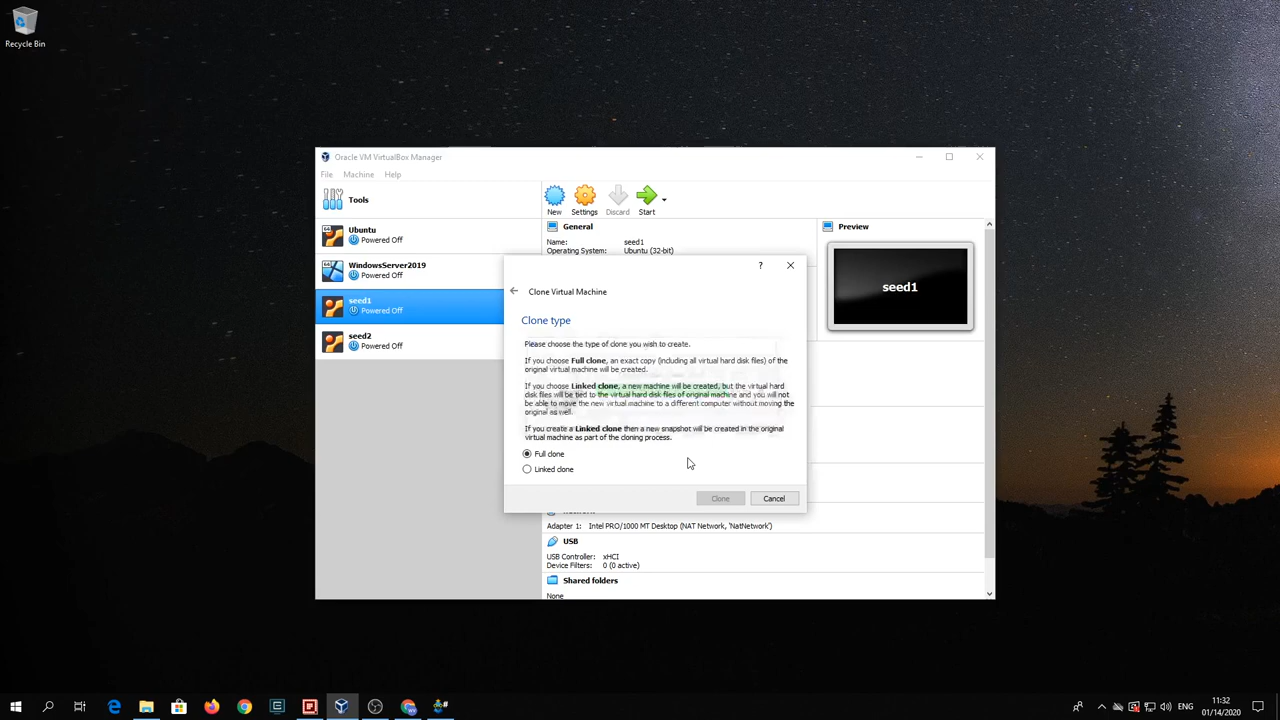 Recycle Bin
Oracle VM VirtualBox Manager
File Machine Help
Tools
New Settings Discard Start
Ubuntu
Powered Off
WindowsServer2019
Powered Off
seed1
Powered Off
seed2
Powered Off
General
Name: seed1
Operating System: Ubuntu (32-bit)
Preview
seed1
?
Clone Virtual Machine
Clone type
Please choose the type of clone you wish to create.
If you choose Full clone, an exact copy (including all virtual hard disk files) of the
original virtual machine will be created.
If you choose Linked clone, a new machine will be created, but the virtual hard
disk files will be tied to the virtual hard disk files of original machine and you will not
be able to move the new virtual machine to a different computer without moving the
original as well.
If you create a Linked clone then a new snapshot will be created in the original
virtual machine as part of the cloning process.
Full clone
Linked clone
Clone Cancel
Adapter 1: Intel PRO/1000 MT Desktop (NAT Network, 'NatNetwork')
USB
USB Controller: xHCI
Device Filters: 0 (0 active)
Shared folders
None
ENG
11:32
01/14/2020